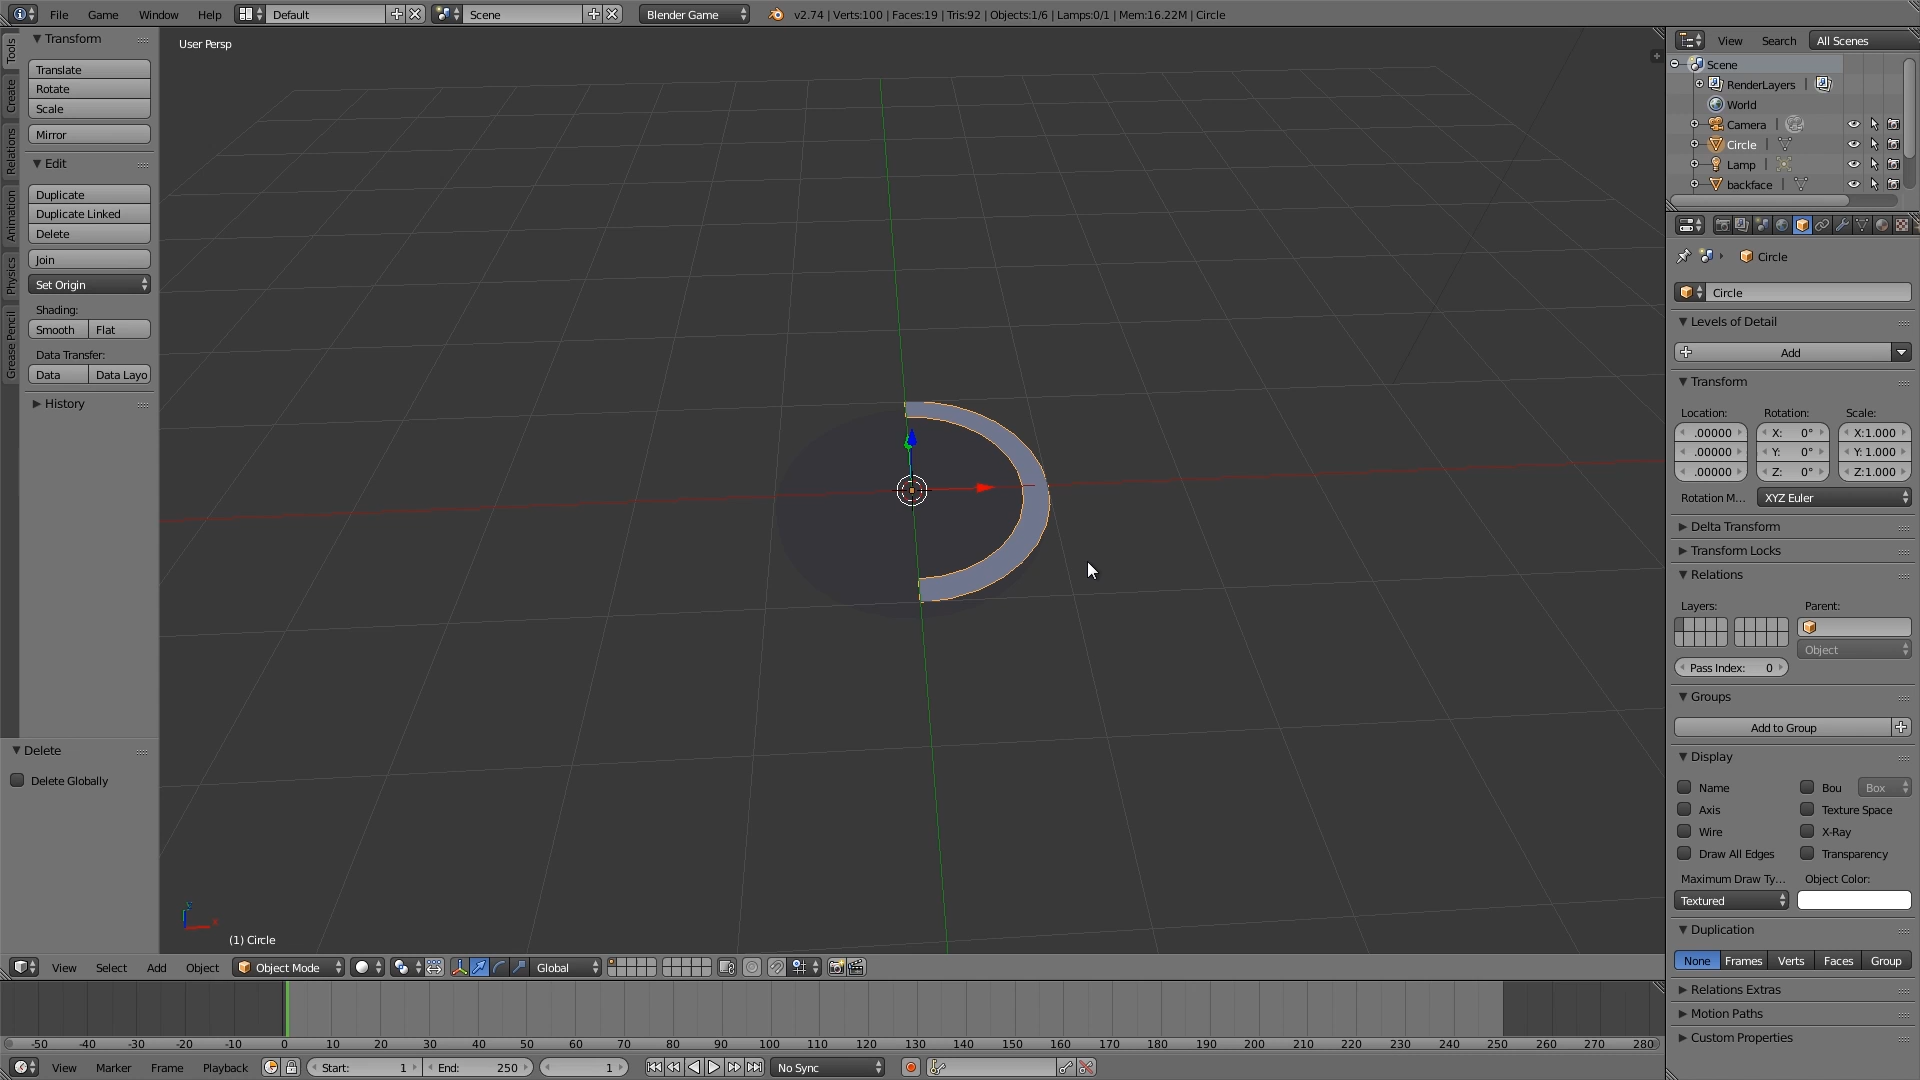 File Game Window Help Default Scene Blender Game v2.74 | Verts:100 | Faces:19 | Tris:92 | Objects:1/6 | Lamps:0/1 | Mem:16.22M | Circle
Tools
Create
Relations
Animation
Physics
Grease Pencil
Transform
Translate
Rotate
Scale
Mirror
Edit
Duplicate
Duplicate Linked
Delete
Join
Set Origin
Shading:
Smooth Flat
Data Transfer:
Data Data Layo
History
Delete
Delete Globally
User Persp
(1) Circle
View Select Add Object Object Mode Global
-50 -40 -30 -20 -10 0 10 20 30 40 50 60 70 80 90 100 110 120 130 140 150 160 170 180 190 200 210 220 230 240 250 260 270 280
View Marker Frame Playback Start: 1 End: 250 1 No Sync
View Search All Scenes
Scene
RenderLayers |
World
Camera |
Circle |
Lamp |
backface |
Circle
Circle
Levels of Detail
Add
Transform
Location: Rotation: Scale:
.00000 X: 0° X:1.000
.00000 Y: 0° Y: 1.000
.00000 Z: 0° Z:1.000
Rotation M... XYZ Euler
Delta Transform
Transform Locks
Relations
Layers: Parent:
Object
Pass Index: 0
Groups
Add to Group
Display
Name Bou Box
Axis Texture Space
Wire X-Ray
Draw All Edges Transparency
Maximum Draw Ty... Object Color:
Textured
Duplication
None Frames Verts Faces Group
Relations Extras
Motion Paths
Custom Properties